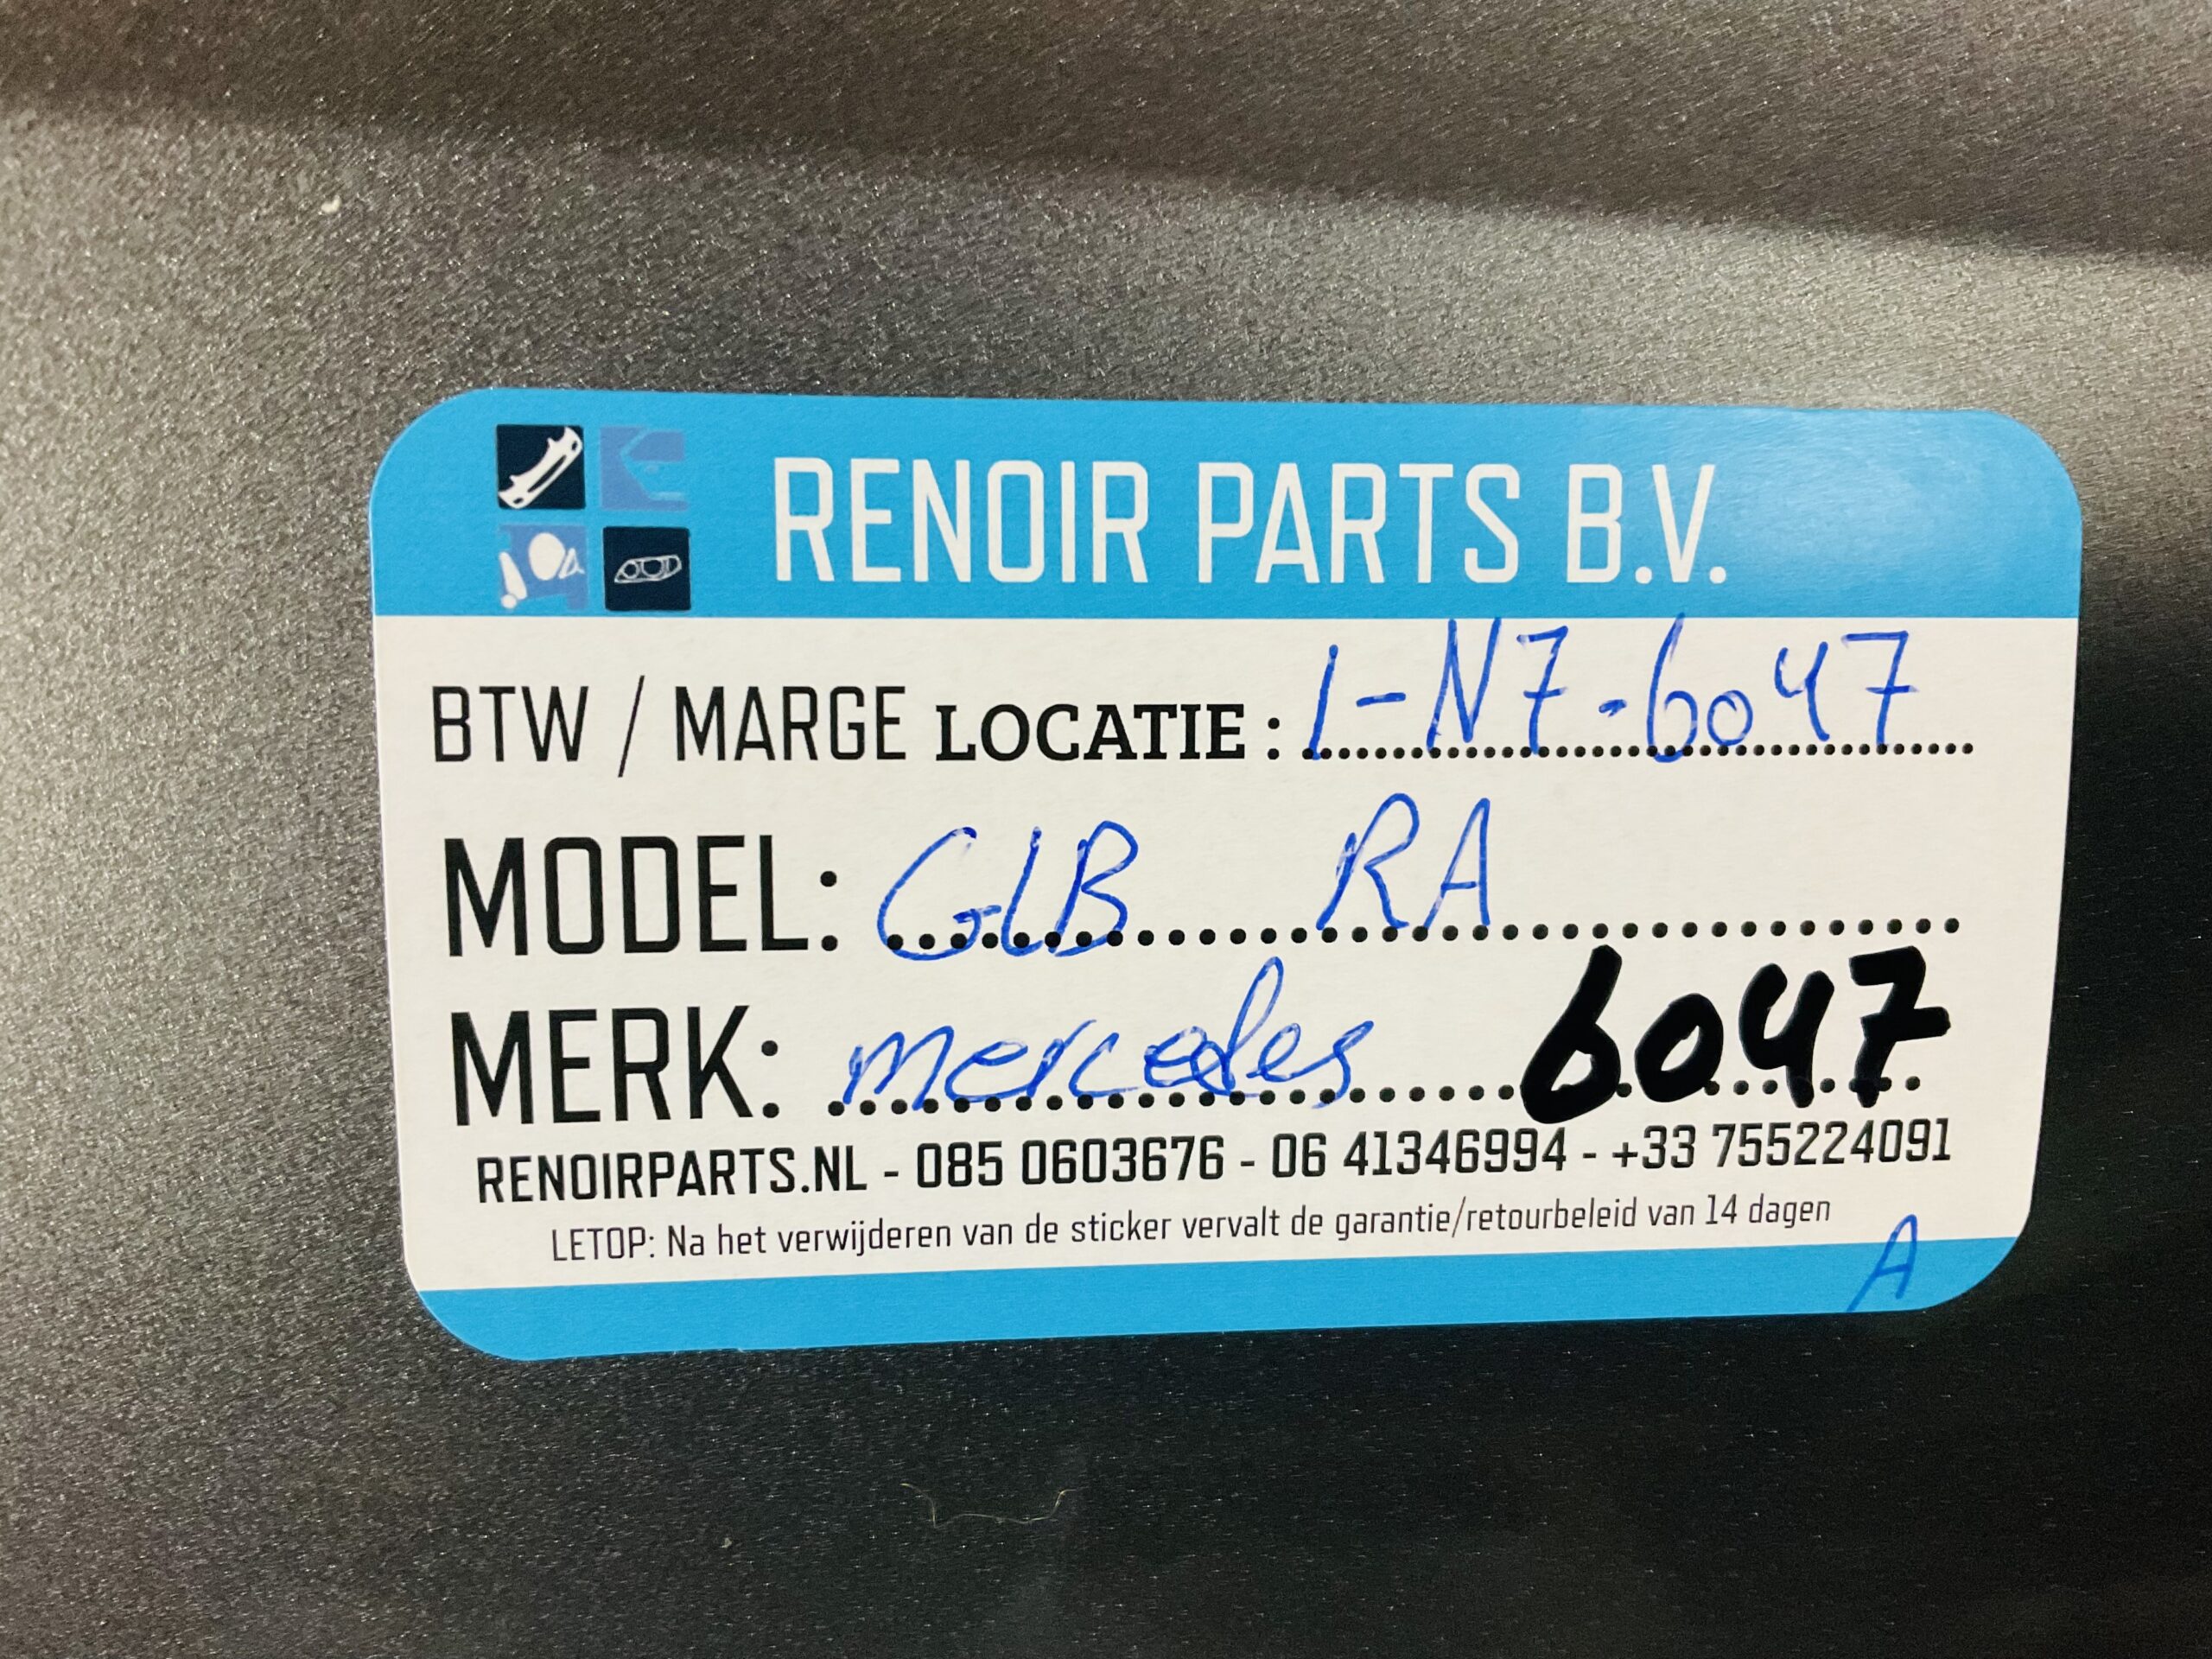 RENOIR PARTS B.V.
BTW / MARGE LOCATIE : 1-N7-6047
MODEL: GLB RA
MERK: mercedes 6047
RENOIRPARTS.NL - 085 0603676 - 06 41346994 - +33 755224091
LETOP: Na het verwijderen van de sticker vervalt de garantie/retourbeleid van 14 dagen
A